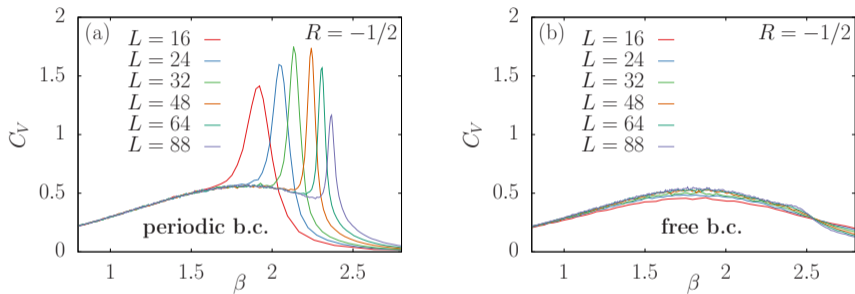 (a)
R = −1/2
L = 16
L = 24
L = 32
L = 48
L = 64
L = 88
periodic b.c.
C_V
0
0.5
1
1.5
2
1
1.5
2
2.5
β
(b)
R = −1/2
L = 16
L = 24
L = 32
L = 48
L = 64
L = 88
free b.c.
C_V
0
0.5
1
1.5
2
1
1.5
2
2.5
β